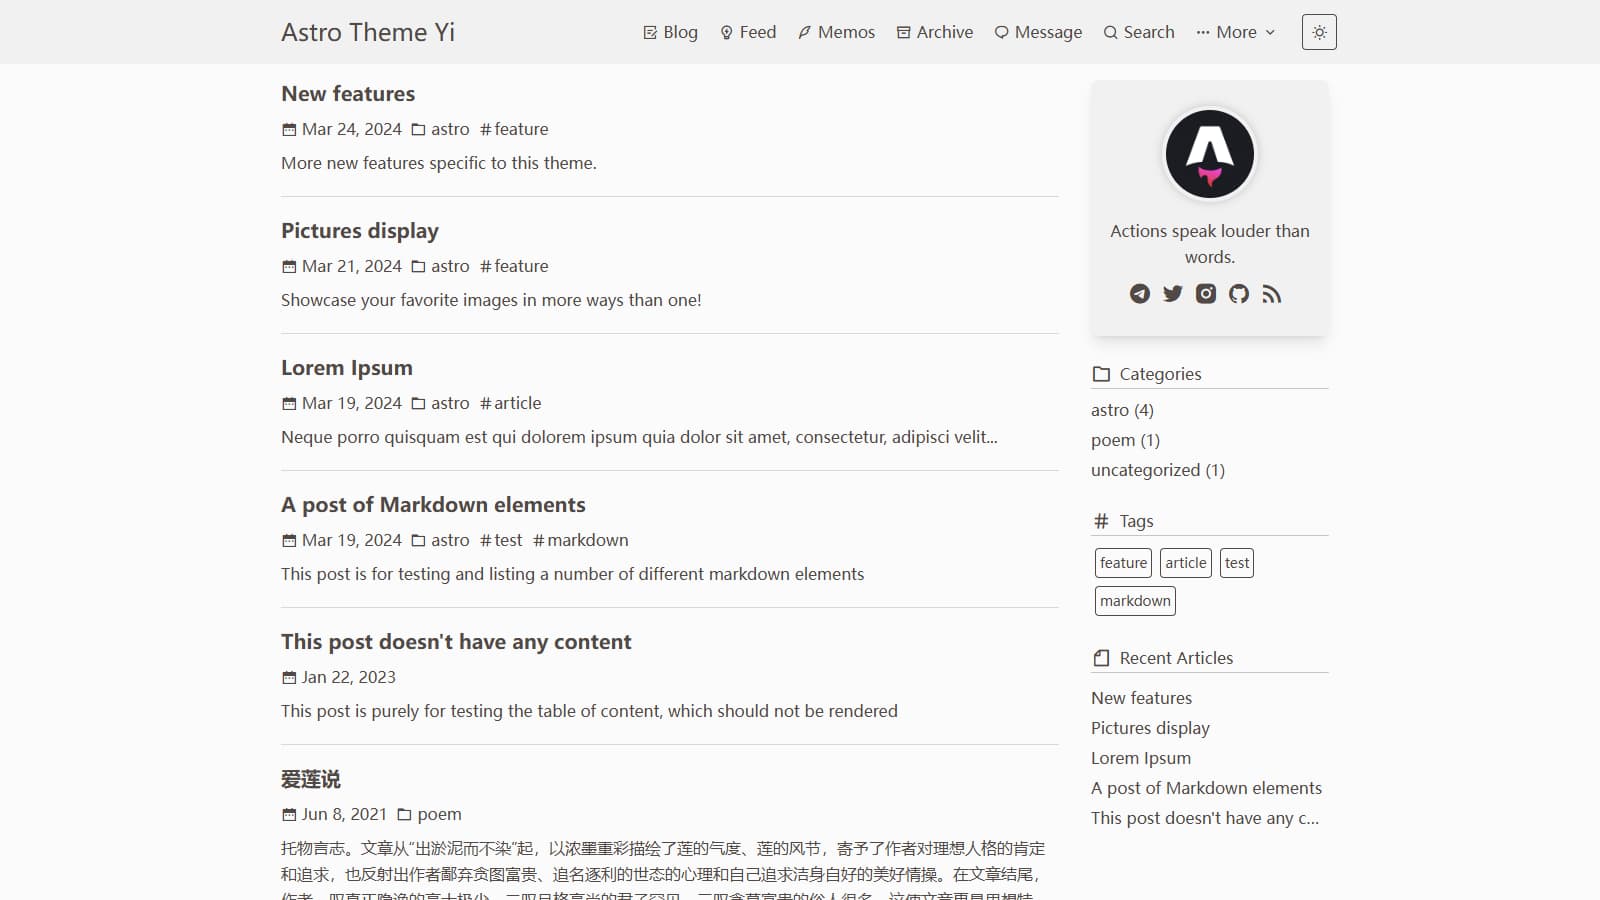 Astro Theme Yi
Blog Feed Memos Archive Message Search More
New features
Mar 24, 2024 astro #feature
More new features specific to this theme.
Pictures display
Mar 21, 2024 astro #feature
Showcase your favorite images in more ways than one!
Lorem Ipsum
Mar 19, 2024 astro #article
Neque porro quisquam est qui dolorem ipsum quia dolor sit amet, consectetur, adipisci velit...
A post of Markdown elements
Mar 19, 2024 astro #test #markdown
This post is for testing and listing a number of different markdown elements
This post doesn't have any content
Jan 22, 2023
This post is purely for testing the table of content, which should not be rendered
爱莲说
Jun 8, 2021 poem
托物言志。文章从“出淤泥而不染”起，以浓墨重彩描绘了莲的气度、莲的风节，寄予了作者对理想人格的肯定
和追求，也反射出作者鄙弃贪图富贵、追名逐利的世态的心理和自己追求洁身自好的美好情操。在文章结尾，
Actions speak louder than
words.
Categories
astro (4)
poem (1)
uncategorized (1)
# Tags
feature article test
markdown
Recent Articles
New features
Pictures display
Lorem Ipsum
A post of Markdown elements
This post doesn't have any c...